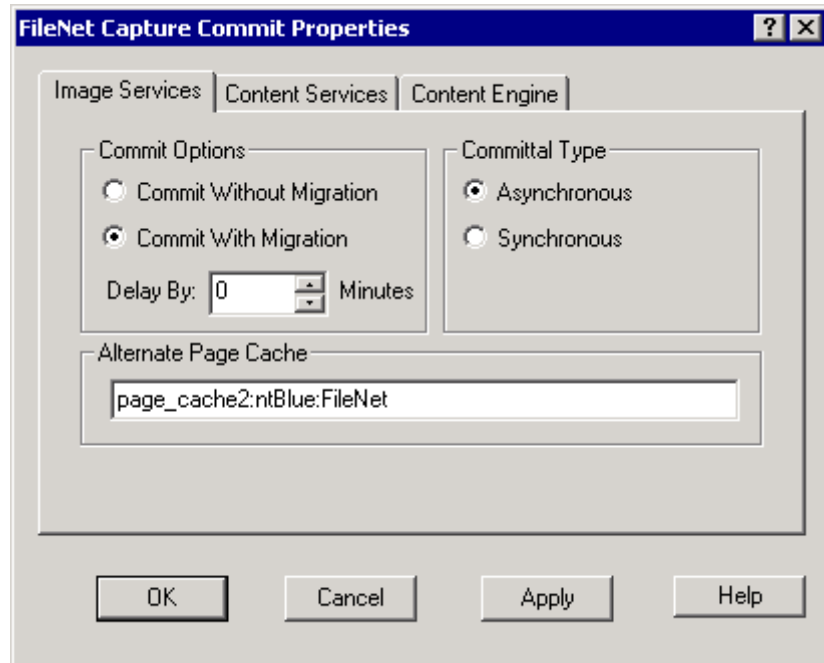 FileNet Capture Commit Properties
Image Services Content Services Content Engine
Commit Options
Commit Without Migration
Commit With Migration
Delay By: 0 Minutes
Committal Type
Asynchronous
Synchronous
Alternate Page Cache
page_cache2:ntBlue:FileNet
OK Cancel Apply Help